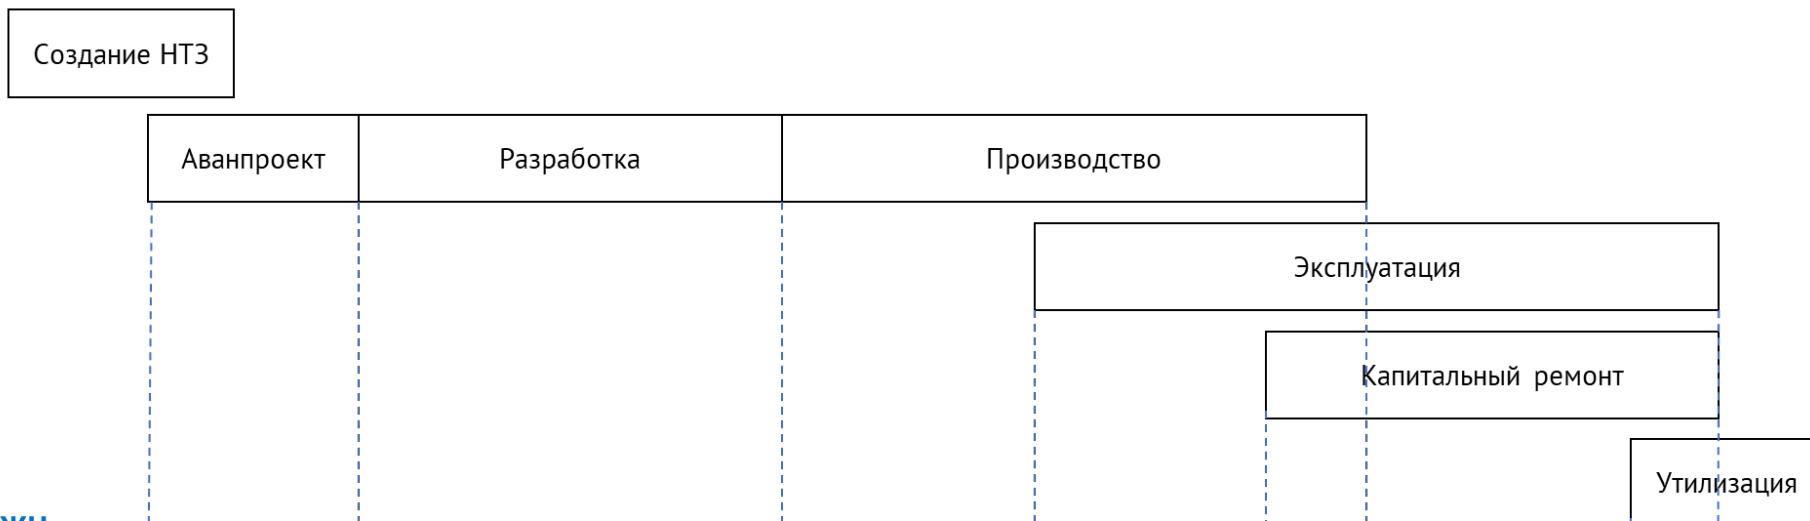 Создание НТЗ
Аванпроект
Разработка
Производство
Эксплуатация
Капитальный ремонт
Утилизация